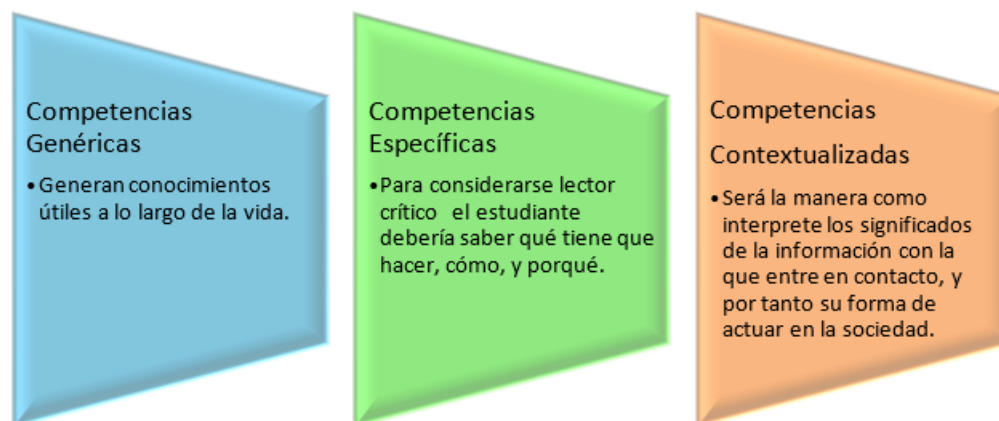 Competencias
Genéricas
•Generan conocimientos
útiles a lo largo de la vida.
Competencias
Específicas
•Para considerarse lector
crítico el estudiante
debería saber qué tiene que
hacer, cómo, y porqué.
Competencias
Contextualizadas
•Será la manera como
interprete los significados
de la información con la
que entre en contacto, y
por tanto su forma de
actuar en la sociedad.